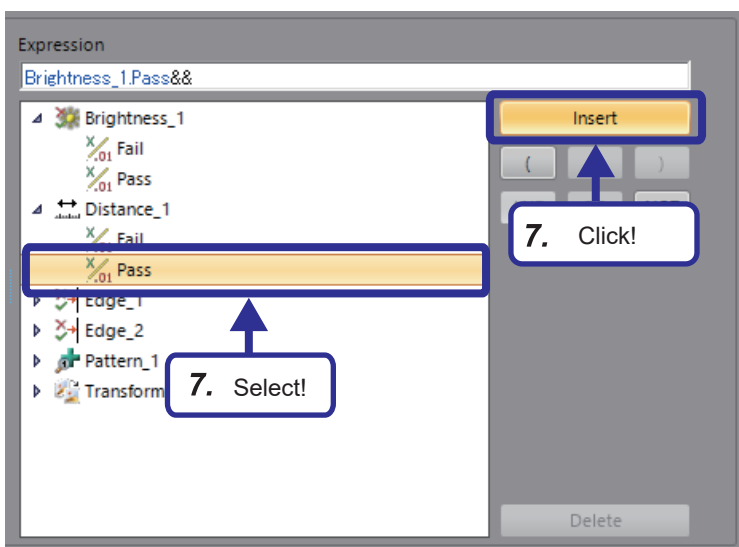 Expression
Brightness_1.Pass&&
Brightness_1
Fail
Pass
Distance_1
Fail
Pass
Edge_1
Edge_2
Pattern_1
Transform
Insert
( )
7. Click!
7. Select!
Delete